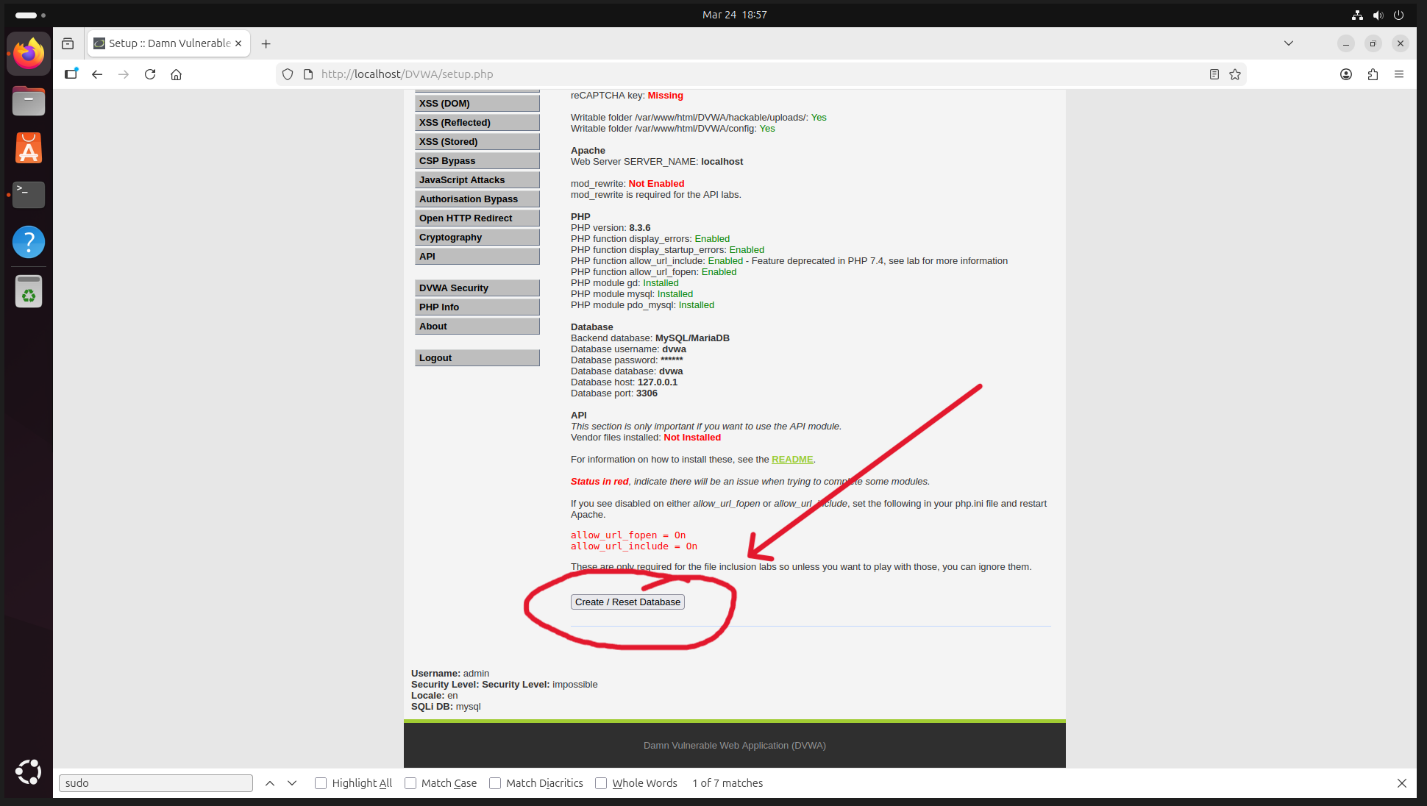 Mar 24 18:57
Setup :: Damn Vulnerable
http://localhost/DVWA/setup.php
XSS (DOM)
XSS (Reflected)
XSS (Stored)
CSP Bypass
JavaScript Attacks
Authorisation Bypass
Open HTTP Redirect
Cryptography
API
DVWA Security
PHP Info
About
Logout
reCAPTCHA key: Missing
Writable folder /var/www/html/DVWA/hackable/uploads/: Yes
Writable folder /var/www/html/DVWA/config: Yes
Apache
Web Server SERVER_NAME: localhost
mod_rewrite: Not Enabled
mod_rewrite is required for the API labs.
PHP
PHP version: 8.3.6
PHP function display_errors: Enabled
PHP function display_startup_errors: Enabled
PHP function allow_url_include: Enabled - Feature deprecated in PHP 7.4, see lab for more information
PHP function allow_url_fopen: Enabled
PHP module gd: Installed
PHP module mysql: Installed
PHP module pdo_mysql: Installed
Database
Backend database: MySQL/MariaDB
Database username: dvwa
Database password: ******
Database database: dvwa
Database host: 127.0.0.1
Database port: 3306
API
This section is only important if you want to use the API module.
Vendor files installed: Not Installed
For information on how to install these, see the README.
Status in red, indicate there will be an issue when trying to complete some modules.
If you see disabled on either allow_url_fopen or allow_url_include, set the following in your php.ini file and restart
Apache.
allow_url_fopen = On
allow_url_include = On
These are only required for the file inclusion labs so unless you want to play with those, you can ignore them.
Create / Reset Database
Username: admin
Security Level: Security Level: impossible
Locale: en
SQLi DB: mysql
Damn Vulnerable Web Application (DVWA)
sudo
Highlight All
Match Case
Match Diacritics
Whole Words
1 of 7 matches